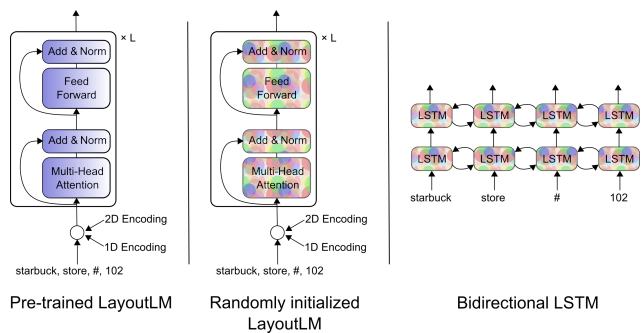 × L
Add & Norm
Feed
Forward
Add & Norm
Multi-Head
Attention
2D Encoding
1D Encoding
starbuck, store, #, 102
Pre-trained LayoutLM
× L
Add & Norm
Feed
Forward
Add & Norm
Multi-Head
Attention
2D Encoding
1D Encoding
starbuck, store, #, 102
Randomly initialized
LayoutLM
LSTM LSTM LSTM LSTM
LSTM LSTM LSTM LSTM
starbuck store # 102
Bidirectional LSTM